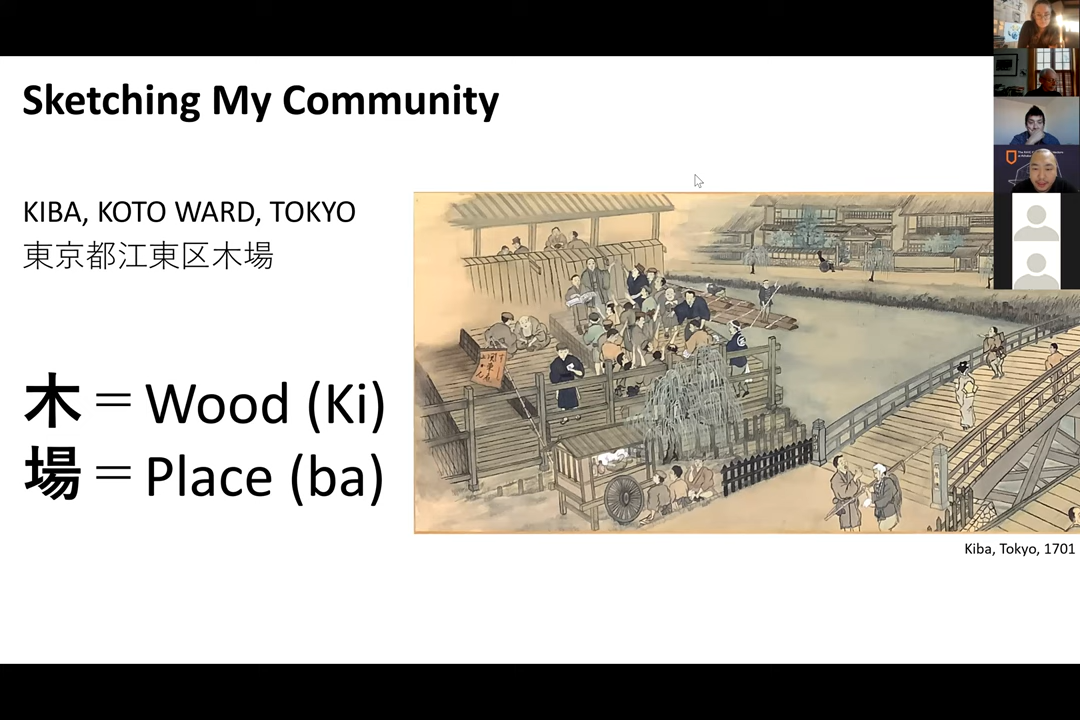 Sketching My Community
KIBA, KOTO WARD, TOKYO
東京都江東区木場
木 = Wood (Ki)
場 = Place (ba)
Kiba, Tokyo, 1701